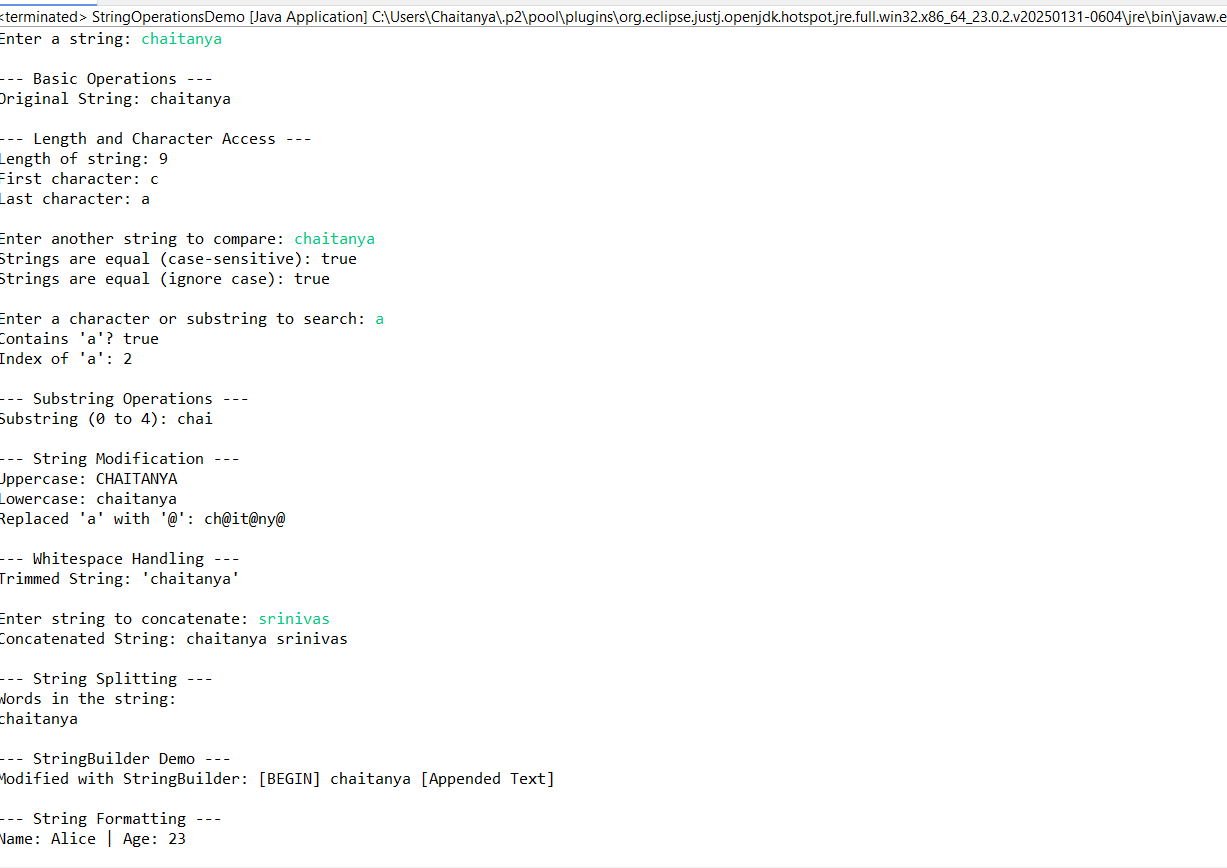 <terminated> StringOperationsDemo [Java Application] C:\Users\Chaitanya\.p2\pool\plugins\org.eclipse.justj.openjdk.hotspot.jre.full.win32.x86_64_23.0.2.v20250131-0604\jre\bin\javaw.e
Enter a string: chaitanya

--- Basic Operations ---
Original String: chaitanya

--- Length and Character Access ---
Length of string: 9
First character: c
Last character: a

Enter another string to compare: chaitanya
Strings are equal (case-sensitive): true
Strings are equal (ignore case): true

Enter a character or substring to search: a
Contains 'a'? true
Index of 'a': 2

--- Substring Operations ---
Substring (0 to 4): chai

--- String Modification ---
Uppercase: CHAITANYA
Lowercase: chaitanya
Replaced 'a' with '@': ch@it@ny@

--- Whitespace Handling ---
Trimmed String: 'chaitanya'

Enter string to concatenate: srinivas
Concatenated String: chaitanya srinivas

--- String Splitting ---
Words in the string:
chaitanya

--- StringBuilder Demo ---
Modified with StringBuilder: [BEGIN] chaitanya [Appended Text]

--- String Formatting ---
Name: Alice | Age: 23